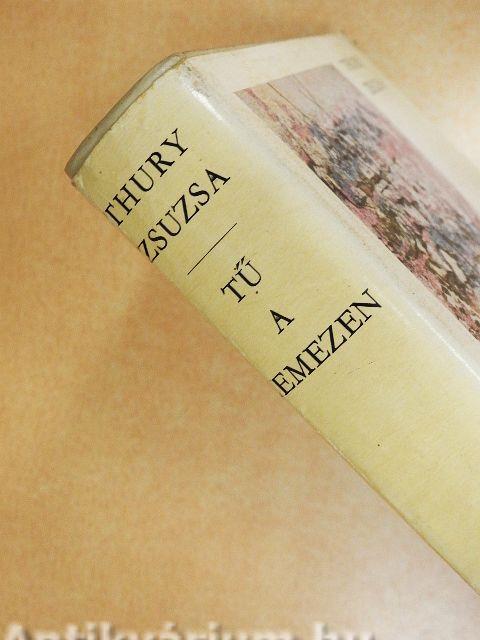 THURY
ZSUZSA
TŰ
A
EMEZEN
Antikvárium.hu